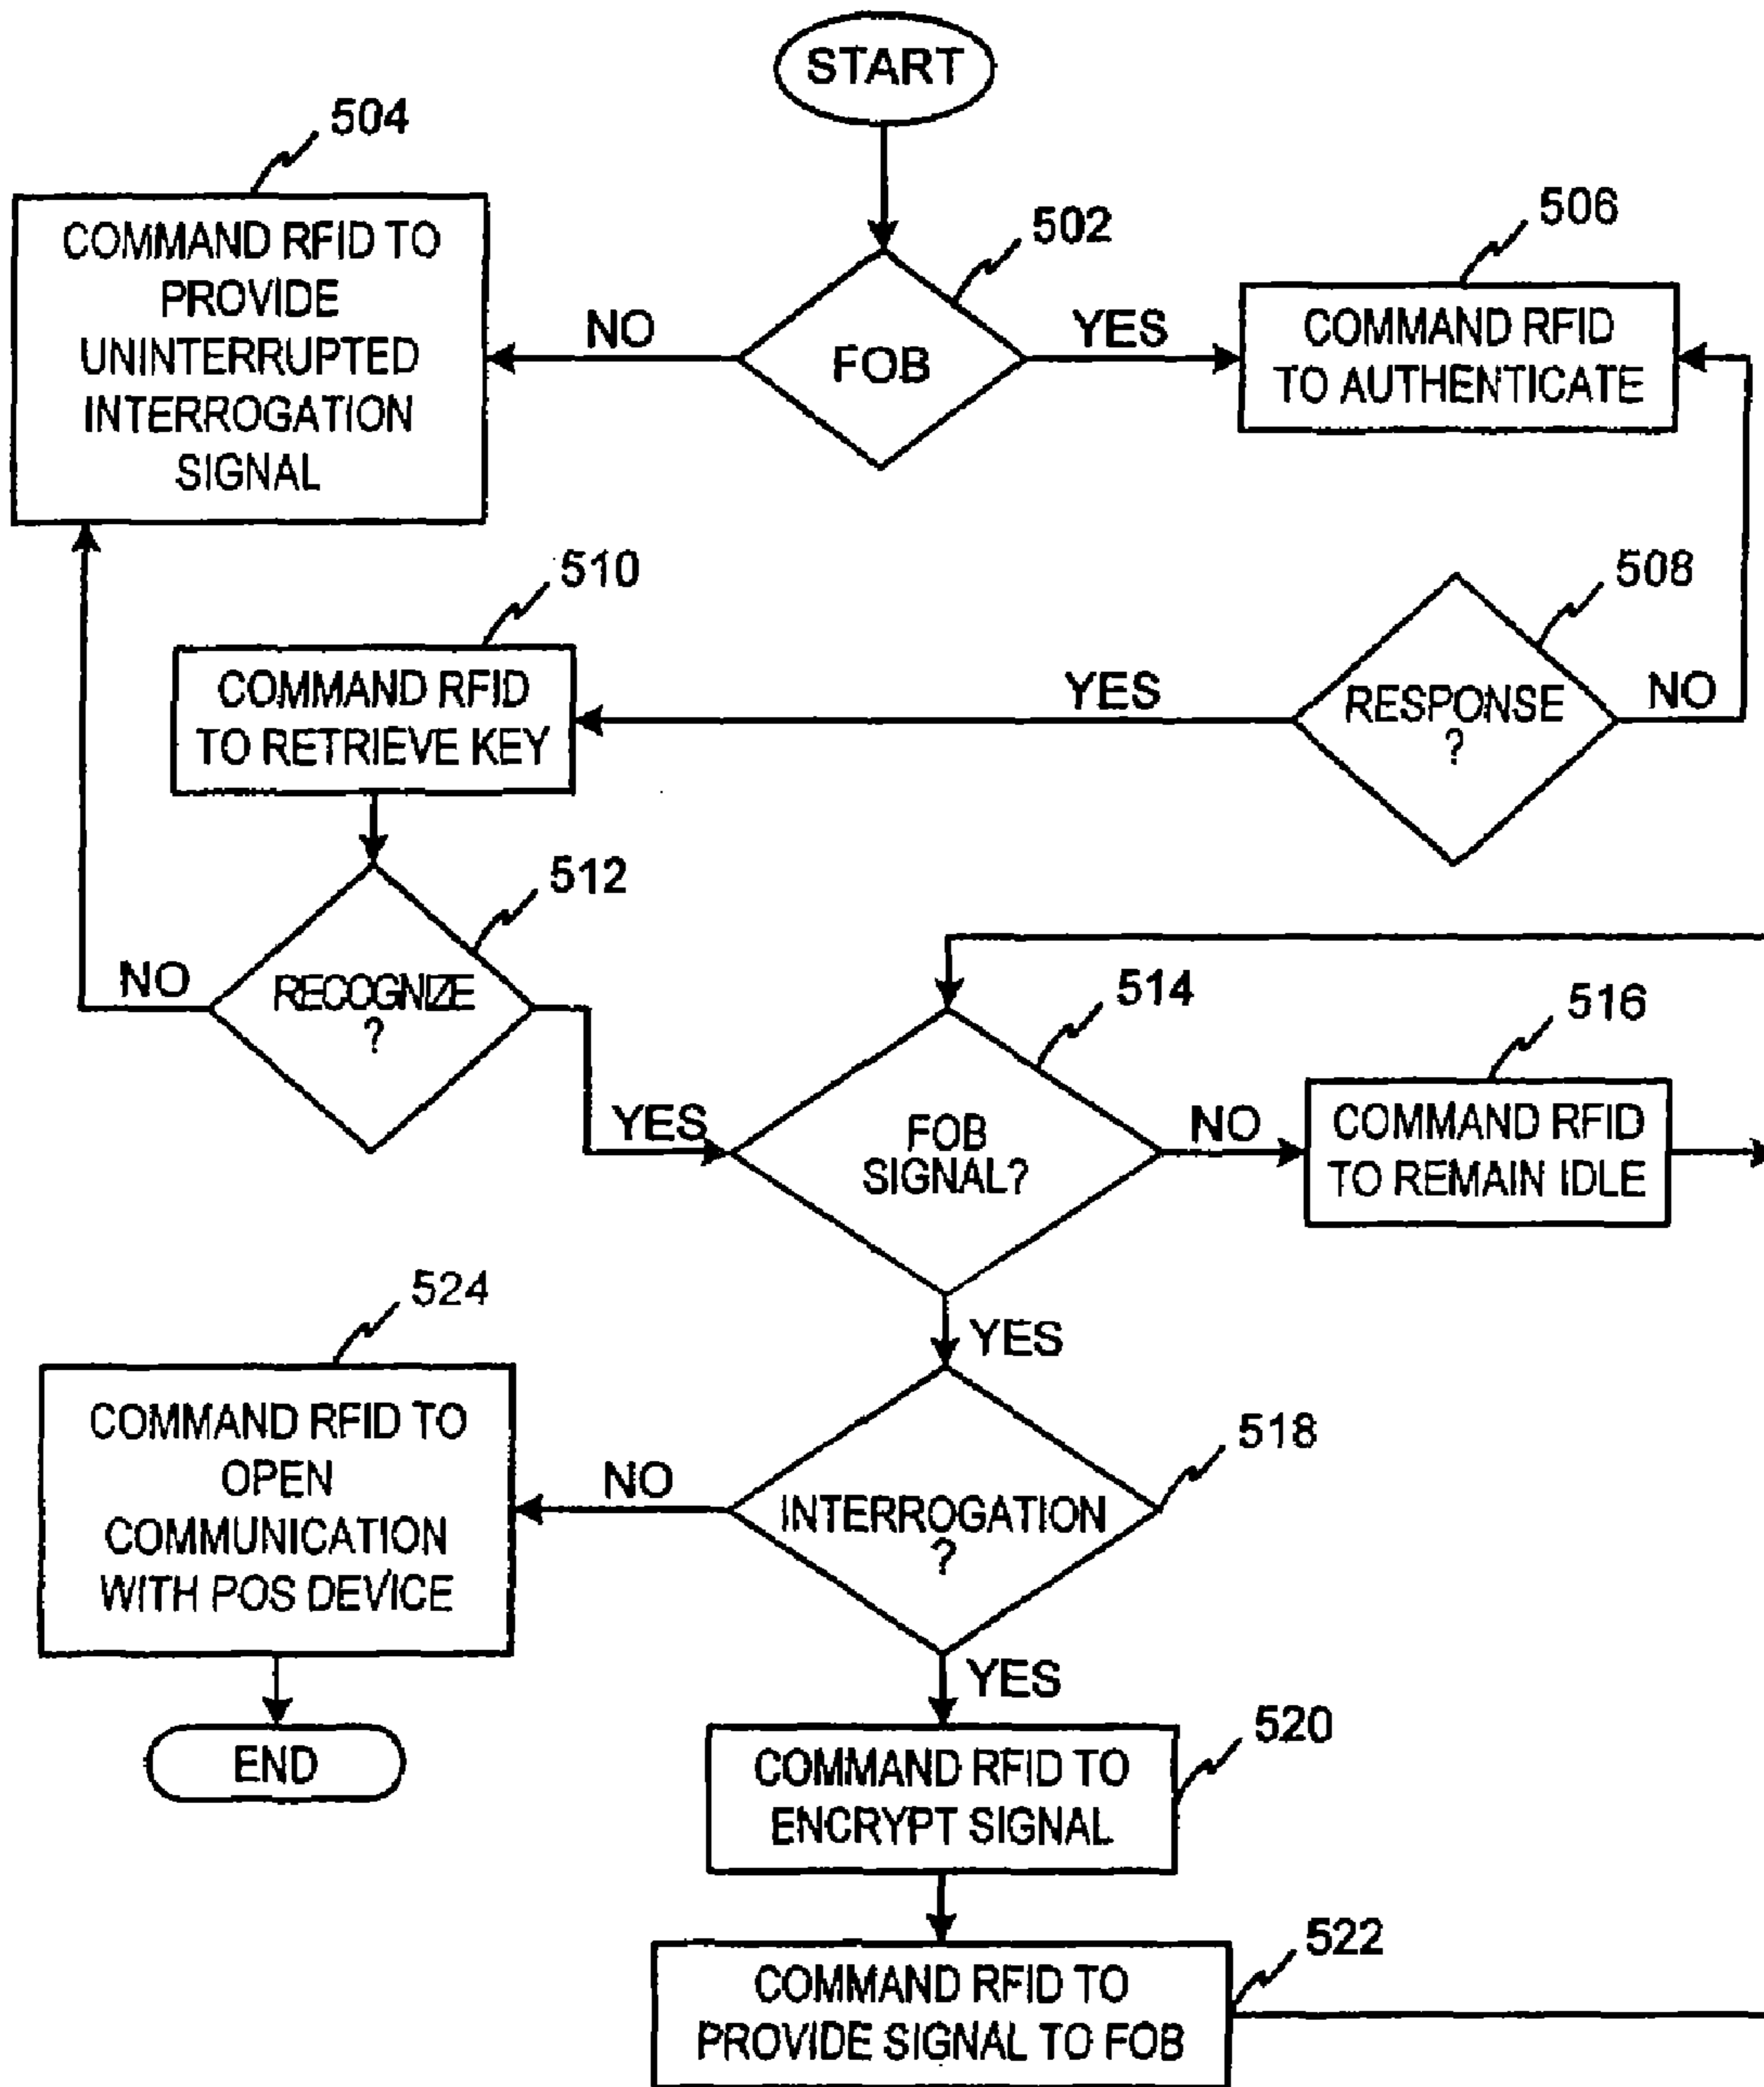 START
504
COMMAND RFID TO
PROVIDE
UNINTERRUPTED
INTERROGATION
SIGNAL
NO
502
FOB
YES
506
COMMAND RFID
TO AUTHENTICATE
510
COMMAND RFID
TO RETRIEVE KEY
YES
508
RESPONSE
?
NO
512
NO
RECOGNIZE
?
YES
514
FOB
SIGNAL?
NO
516
COMMAND RFID
TO REMAIN IDLE
YES
524
COMMAND RFID TO
OPEN
COMMUNICATION
WITH POS DEVICE
NO
518
INTERROGATION
?
YES
END
520
COMMAND RFID TO
ENCRYPT SIGNAL
522
COMMAND RFID TO
PROVIDE SIGNAL TO FOB